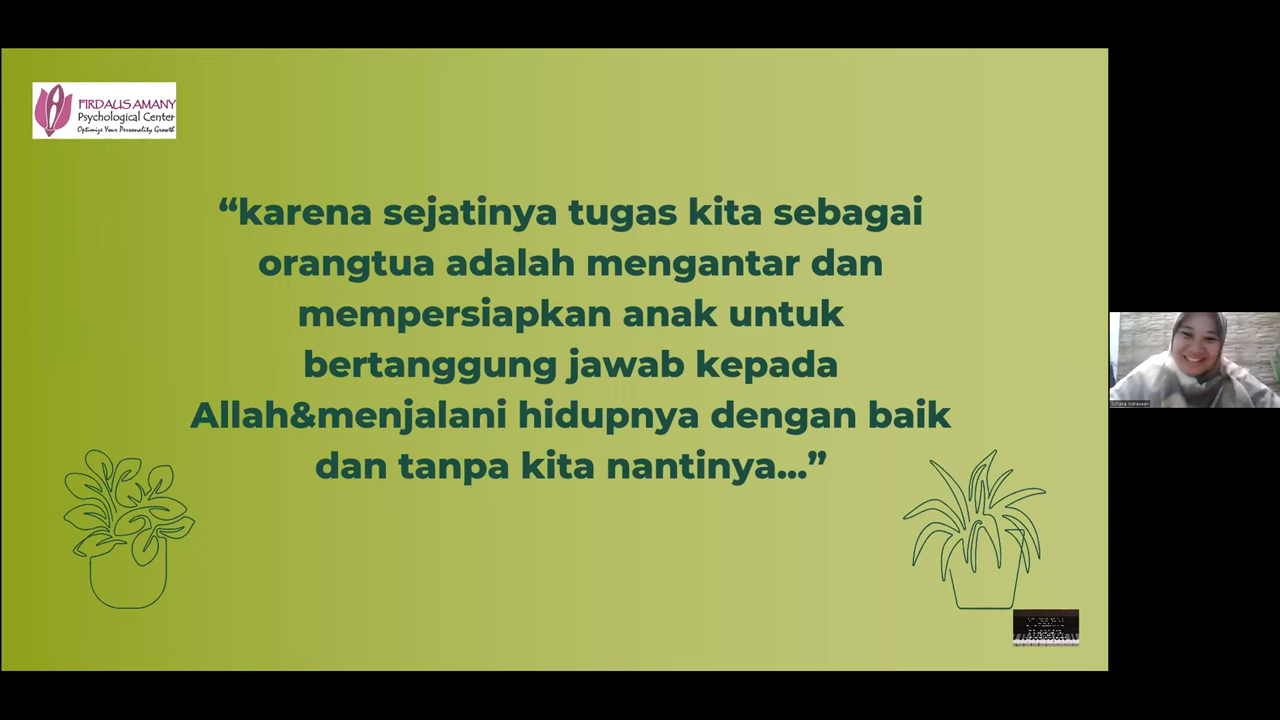 FIRDAUS AMANY
Psychological Center
Optimize Your Personality Growth
“karena sejatinya tugas kita sebagai
orangtua adalah mengantar dan
mempersiapkan anak untuk
bertanggung jawab kepada
Allah&menjalani hidupnya dengan baik
dan tanpa kita nantinya...”